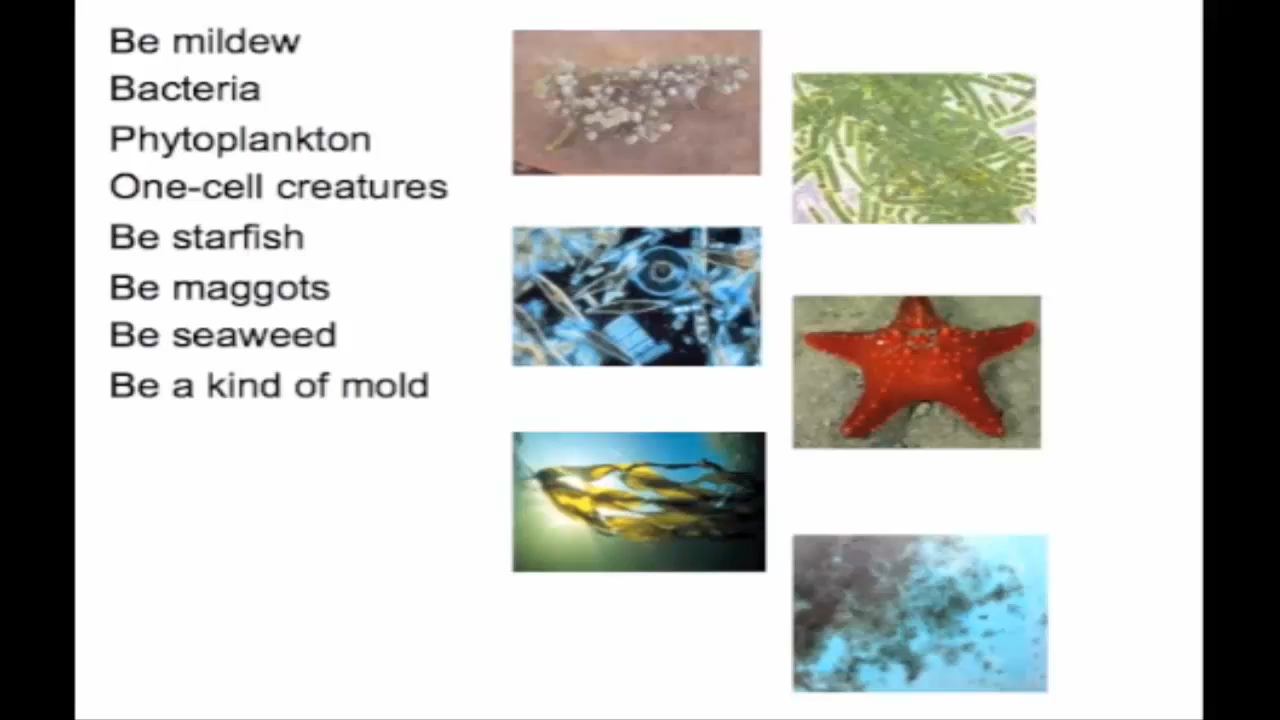 Be mildew
Bacteria
Phytoplankton
One-cell creatures
Be starfish
Be maggots
Be seaweed
Be a kind of mold